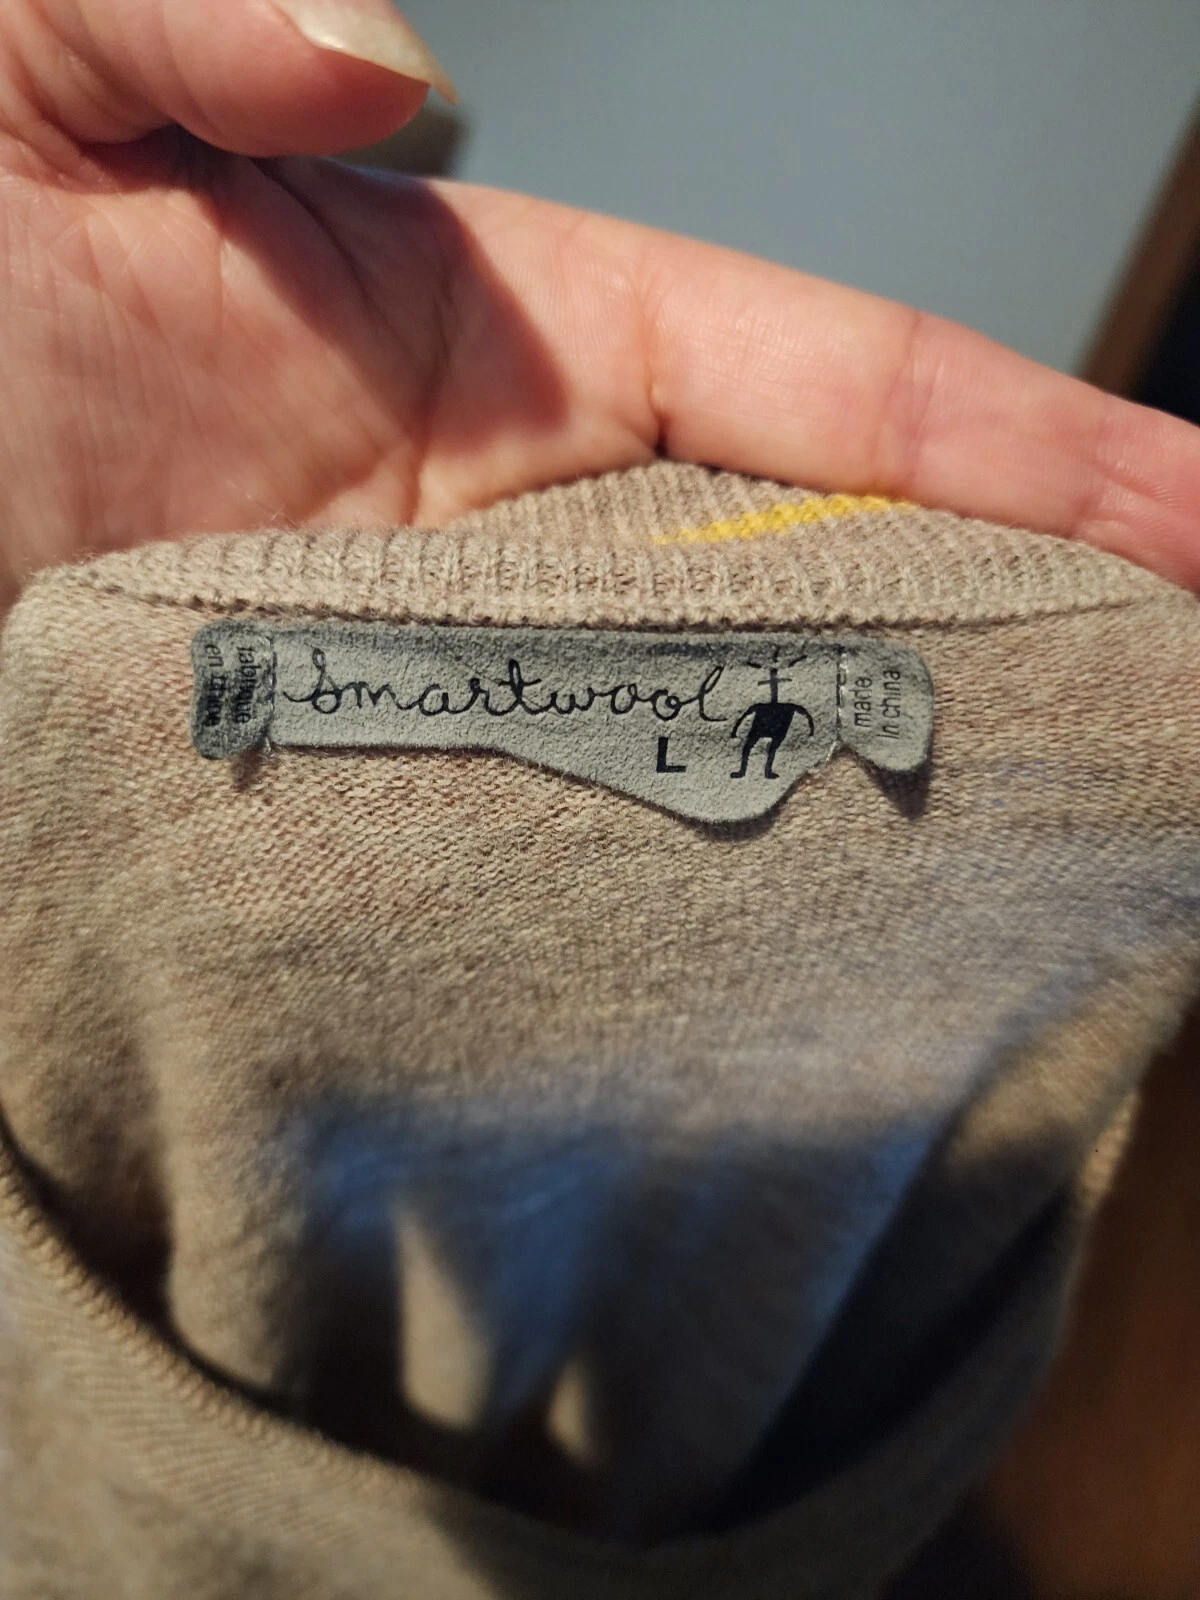 fabriqué
en chine
Smartwool
L
made
in china